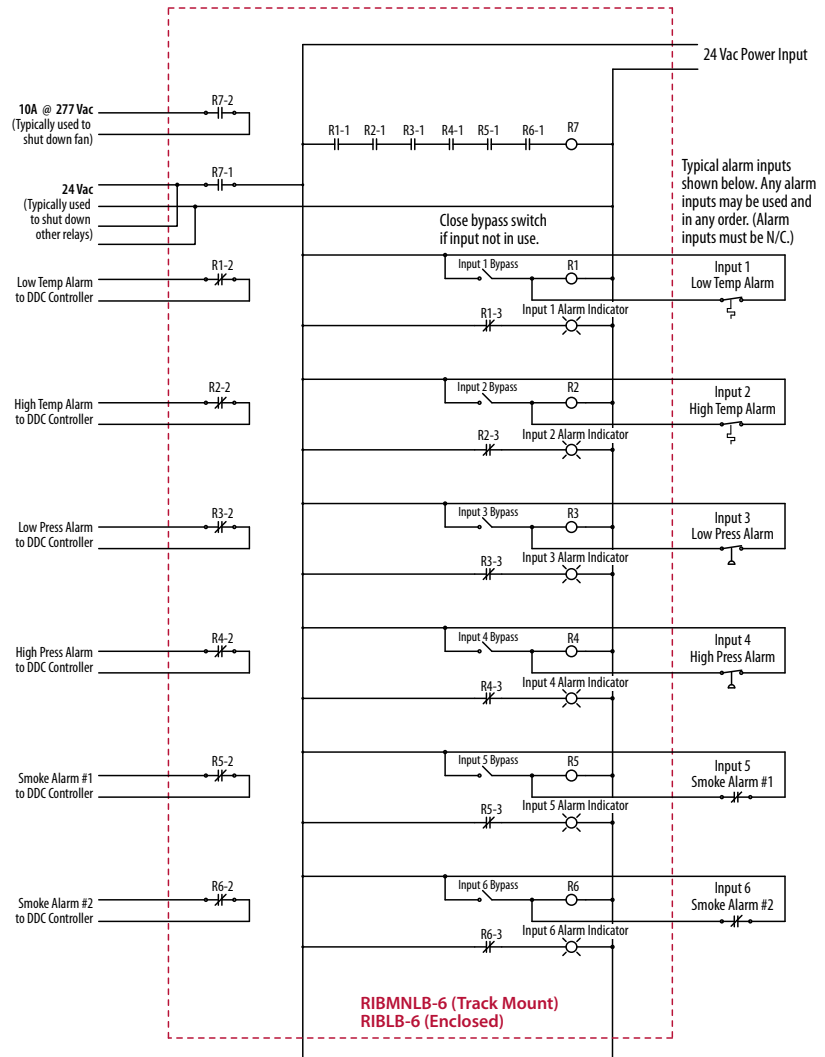 24 Vac Power Input
R7-2
10A @ 277 Vac
(Typically used to
shut down fan)
R1-1 R2-1 R3-1 R4-1 R5-1 R6-1 R7
R7-1
24 Vac
(Typically used
to shut down
other relays)
Typical alarm inputs
shown below. Any alarm
inputs may be used and
in any order. (Alarm
inputs must be N/C.)
Close bypass switch
if input not in use.
Low Temp Alarm
to DDC Controller
R1-2
Input 1 Bypass
R1
Input 1
Low Temp Alarm
R1-3
Input 1 Alarm Indicator
High Temp Alarm
to DDC Controller
R2-2
Input 2 Bypass
R2
Input 2
High Temp Alarm
R2-3
Input 2 Alarm Indicator
Low Press Alarm
to DDC Controller
R3-2
Input 3 Bypass
R3
Input 3
Low Press Alarm
R3-3
Input 3 Alarm Indicator
High Press Alarm
to DDC Controller
R4-2
Input 4 Bypass
R4
Input 4
High Press Alarm
R4-3
Input 4 Alarm Indicator
Smoke Alarm #1
to DDC Controller
R5-2
Input 5 Bypass
R5
Input 5
Smoke Alarm #1
R5-3
Input 5 Alarm Indicator
Smoke Alarm #2
to DDC Controller
R6-2
Input 6 Bypass
R6
Input 6
Smoke Alarm #2
R6-3
Input 6 Alarm Indicator
RIBMNLB-6 (Track Mount)
RIBLB-6 (Enclosed)